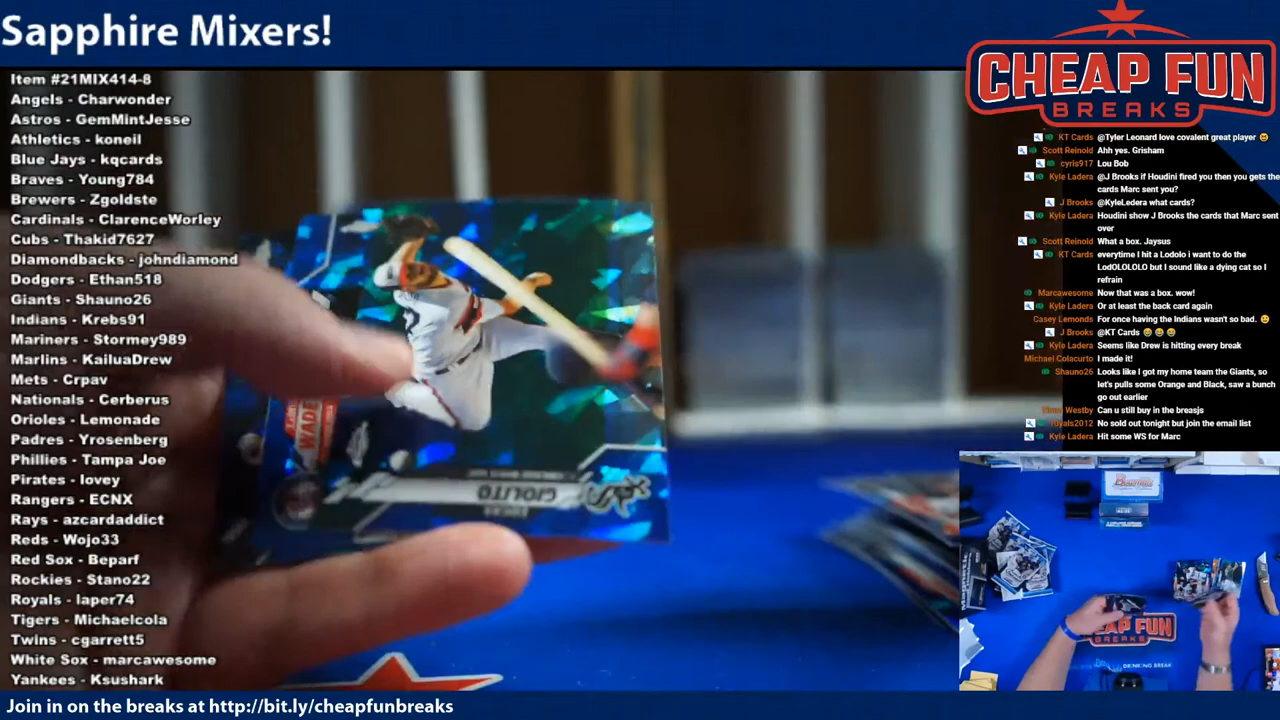 Sapphire Mixers!
Item #21MIX414-8
Angels - Charwonder
Astros - GemMintJesse
Athletics - koneil
Blue Jays - kqcards
Braves - Young784
Brewers - Zgoldste
Cardinals - ClarenceWorley
Cubs - Thakid7627
Diamondbacks - johndiamond
Dodgers - Ethan518
Giants - Shauno26
Indians - Krebs91
Mariners - Stormey989
Marlins - KailuaDrew
Mets - Crpav
Nationals - Cerberus
Orioles - Lemonade
Padres - Yrosenberg
Phillies - Tampa Joe
Pirates - lovey
Rangers - ECNX
Rays - azcardaddict
Reds - Wojo33
Red Sox - Beparf
Rockies - Stano22
Royals - laper74
Tigers - Michaelcola
Twins - cgarrett5
White Sox - marcawesome
Yankees - Ksushark
Join in on the breaks at http://bit.ly/cheapfunbreaks
GIOLITO
CHEAP FUN
BREAKS
KT Cards @Tyler Leonard love covalent great player
Scott Reinold Ahh yes. Grisham
cyris917 Lou Bob
Kyle Ladera @J Brooks if Houdini fired you then you gets the
cards Marc sent you?
J Brooks @KyleLedera what cards?
Kyle Ladera Houdini show J Brooks the cards that Marc sent
over
Scott Reinold What a box. Jaysus
KT Cards everytime I hit a Lodolo i want to do the
LodOLOLOLO but I sound like a dying cat so I
refrain
Marcawesome Now that was a box. wow!
Kyle Ladera Or at least the back card again
Casey Lemonds For once having the Indians wasn't so bad.
J Brooks @KT Cards
Kyle Ladera Seems like Drew is hitting every break
Michael Colacurto I made it!
Shauno26 Looks like I got my home team the Giants, so
let's pulls some Orange and Black, saw a bunch
go out earlier
Westby Can u still buy in the breasjs
r0yals2012 No sold out tonight but join the email list
Kyle Ladera Hit some WS for Marc
CHEAP FUN
BREAKS
DRINKING BREAK